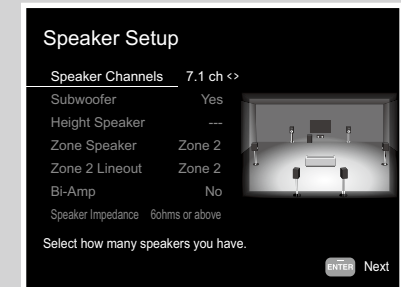 Speaker Setup
Speaker Channels 7.1 ch <>
Subwoofer Yes
Height Speaker ---
Zone Speaker Zone 2
Zone 2 Lineout Zone 2
Bi-Amp No
Speaker Impedance 6ohms or above
Select how many speakers you have.
ENTER Next